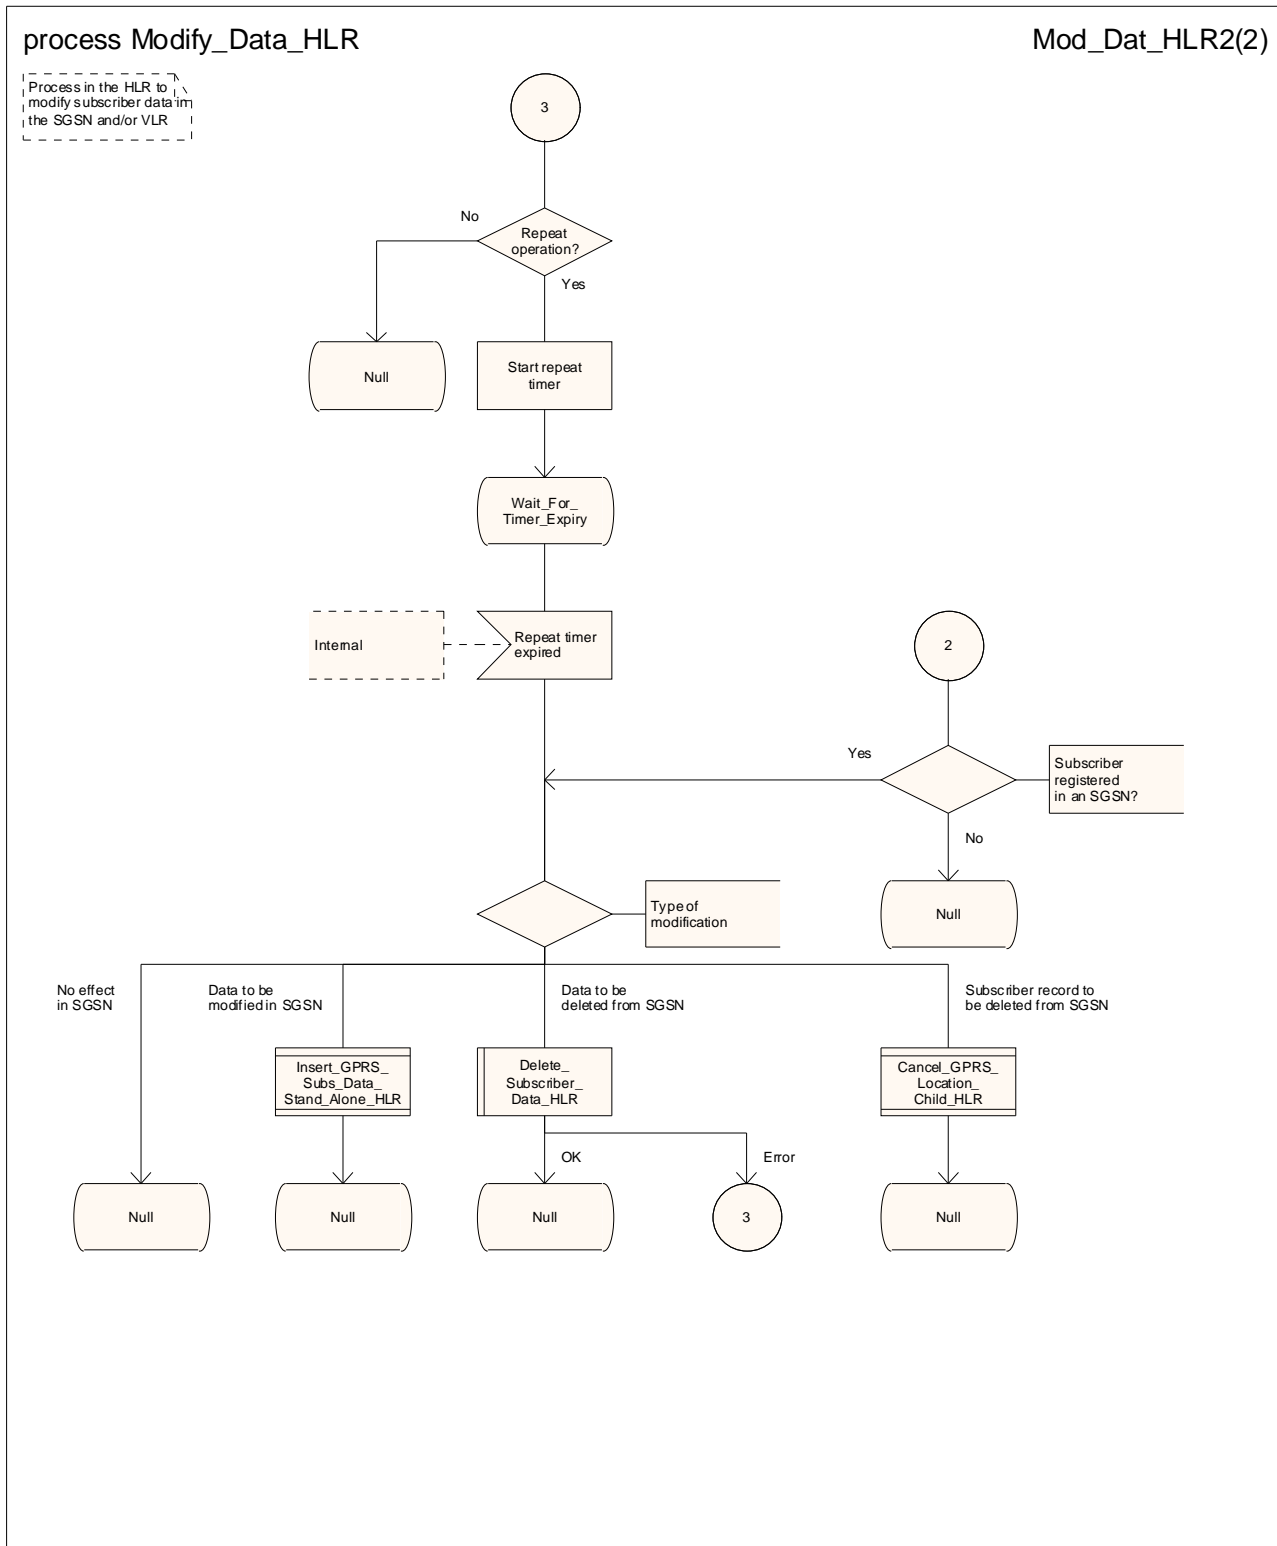 process Modify_Data_HLR
Mod_Dat_HLR2(2)
Process in the HLR to
modify subscriber data in
the SGSN and/or VLR
3
Repeat
operation?
No
Yes
Null
Start repeat
timer
Wait_For_
Timer_Expiry
Internal
Repeat timer
expired
2
Yes
Subscriber
registered
in an SGSN?
No
Null
Type of
modification
No effect
in SGSN
Data to be
modified in SGSN
Data to be
deleted from SGSN
Subscriber record to
be deleted from SGSN
Insert_GPRS_
Subs_Data_
Stand_Alone_HLR
Delete_
Subscriber_
Data_HLR
Cancel_GPRS_
Location_
Child_HLR
OK
Error
Null
Null
Null
3
Null